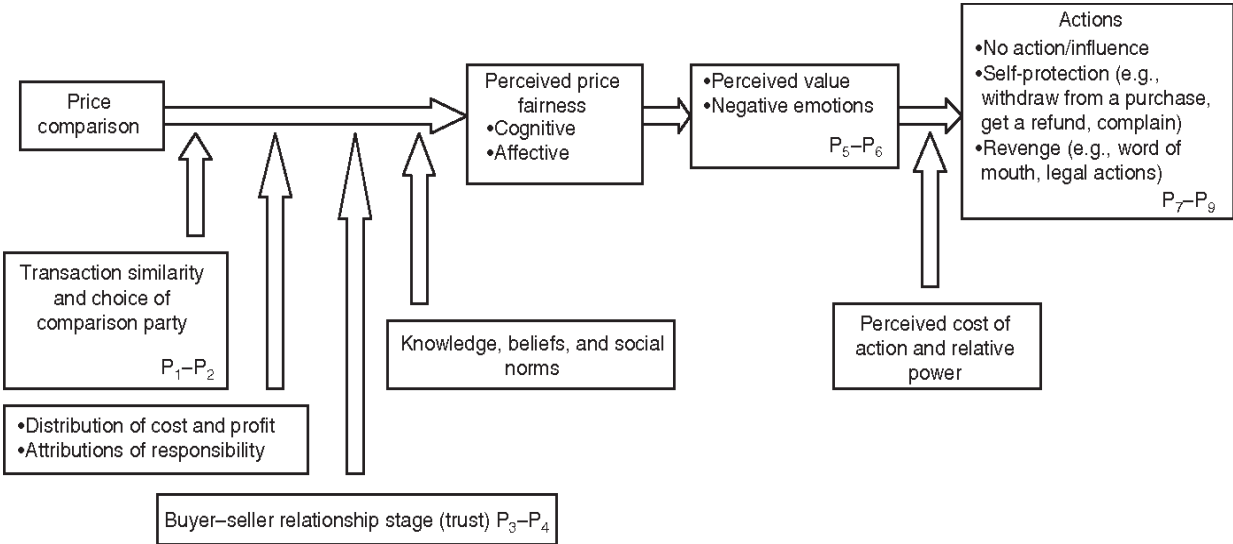 Price
comparison
Perceived price
fairness
•Cognitive
•Affective
•Perceived value
•Negative emotions
P₅–P₆
Actions
•No action/influence
•Self-protection (e.g.,
withdraw from a purchase,
get a refund, complain)
•Revenge (e.g., word of
mouth, legal actions)
P₇–P₉
Transaction similarity
and choice of
comparison party
P₁–P₂
•Distribution of cost and profit
•Attributions of responsibility
Buyer–seller relationship stage (trust) P₃–P₄
Knowledge, beliefs, and social
norms
Perceived cost of
action and relative
power